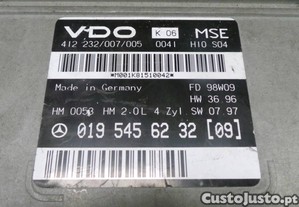 VDO K 06 MSE
412 232/007/005 0041 H10 S04
*M001K81510042*
Made in Germany FD 98W09
HW 36 96
HM 0053 HM 2.0L 4 Zyl SW 07 97
019 545 62 32 [09]
CustoJusto.pt